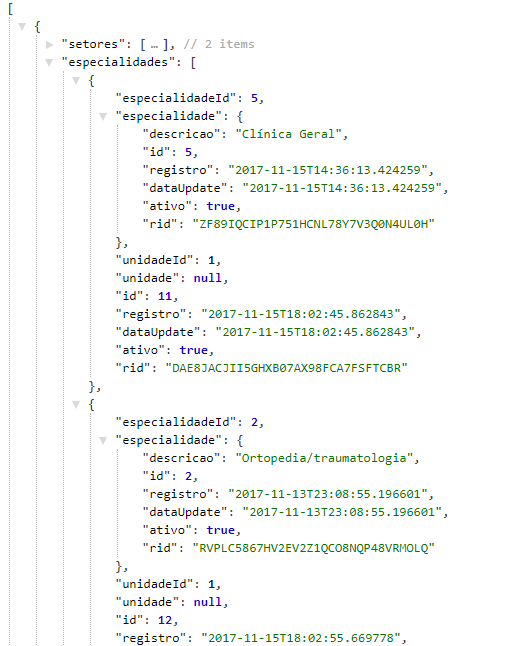 [
{
"setores": [ … ], // 2 items
"especialidades": [
{
"especialidadeId": 5,
"especialidade": {
"descricao": "Clínica Geral",
"id": 5,
"registro": "2017-11-15T14:36:13.424259",
"dataUpdate": "2017-11-15T14:36:13.424259",
"ativo": true,
"rid": "ZF89IQCIP1P751HCNL78Y7V3Q0N4UL0H"
},
"unidadeId": 1,
"unidade": null,
"id": 11,
"registro": "2017-11-15T18:02:45.862843",
"dataUpdate": "2017-11-15T18:02:45.862843",
"ativo": true,
"rid": "DAE8JACJII5GHXB07AX98FCA7FSFTCBR"
},
{
"especialidadeId": 2,
"especialidade": {
"descricao": "Ortopedia/traumatologia",
"id": 2,
"registro": "2017-11-13T23:08:55.196601",
"dataUpdate": "2017-11-13T23:08:55.196601",
"ativo": true,
"rid": "RVPLC5867HV2EV2Z1QCO8NQP48VRMOLQ"
},
"unidadeId": 1,
"unidade": null,
"id": 12,
"registro": "2017-11-15T18:02:55.669778",